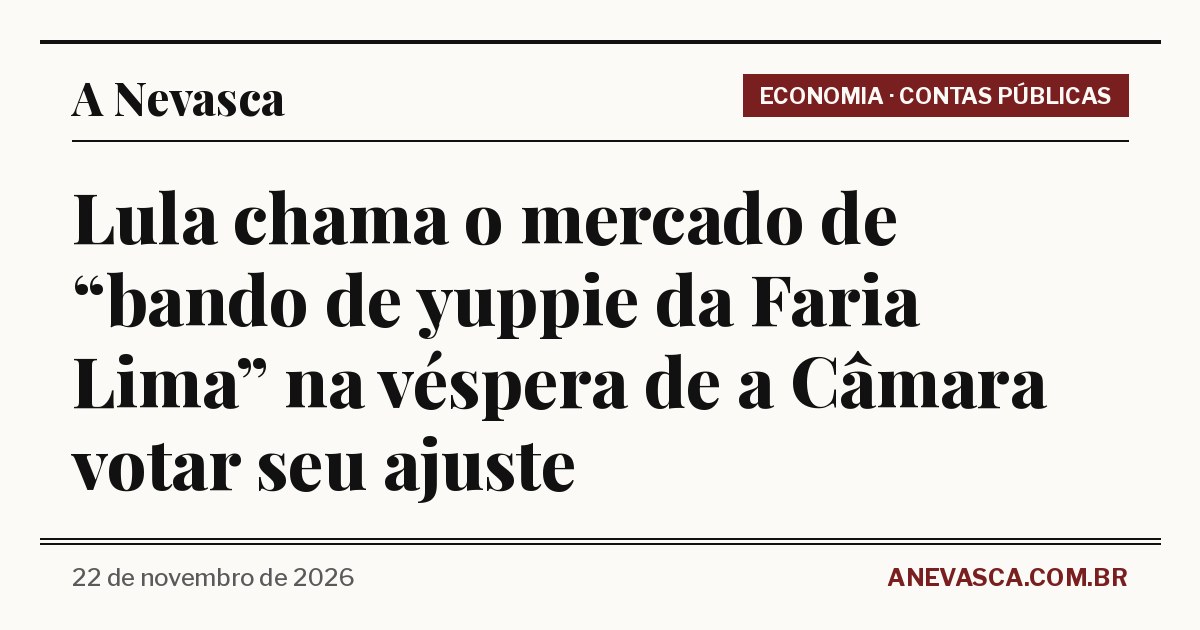 A Nevasca
ECONOMIA · CONTAS PÚBLICAS
Lula chama o mercado de
“bando de yuppie da Faria
Lima” na véspera de a Câmara
votar seu ajuste
22 de novembro de 2026
ANEVASCA.COM.BR